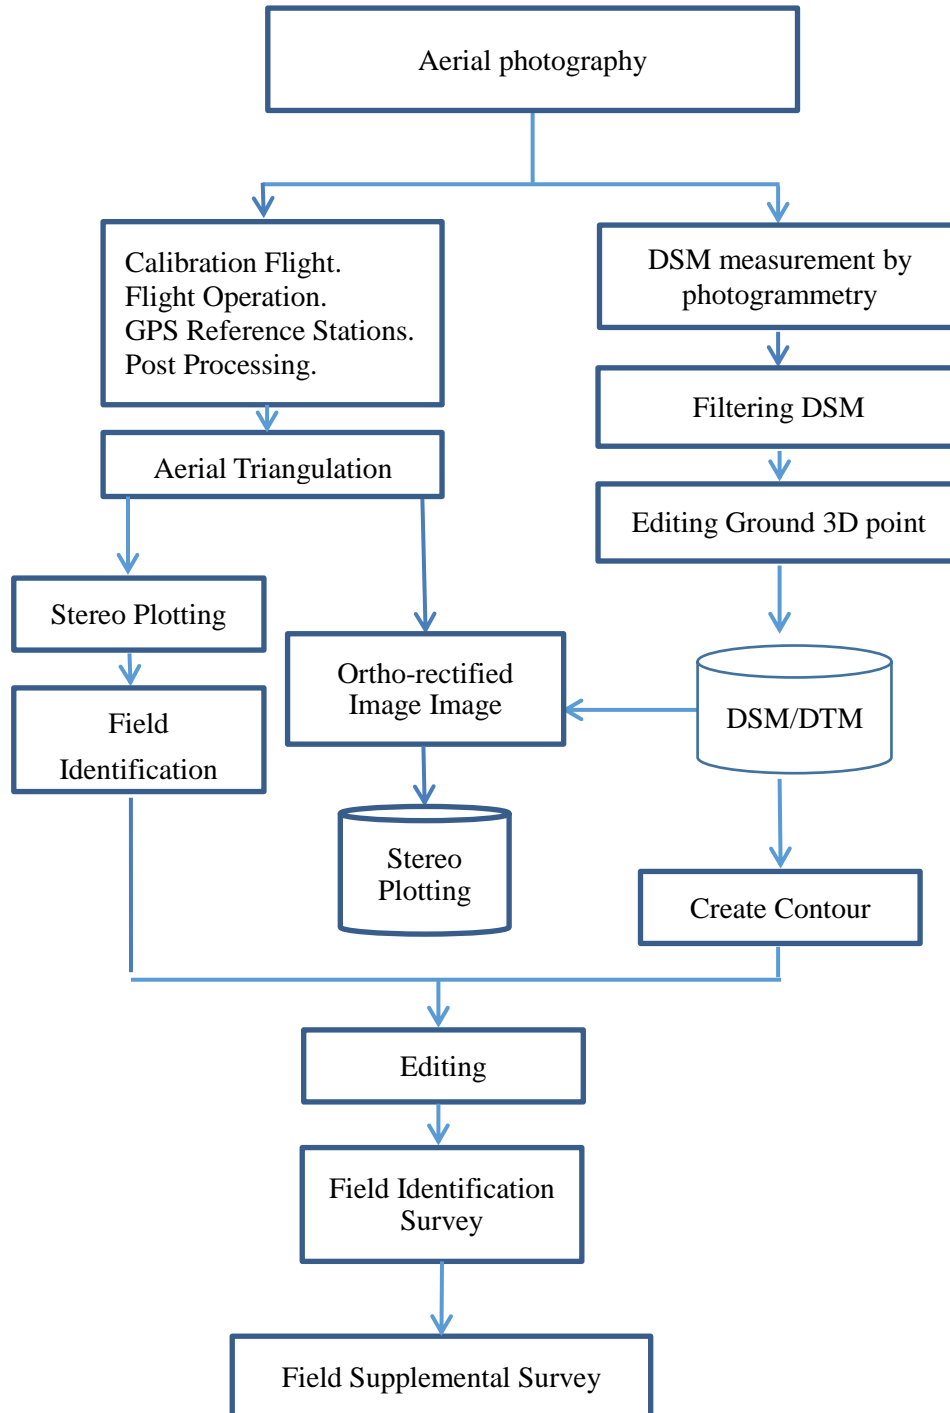 Aerial photography
Calibration Flight.
Flight Operation.
GPS Reference Stations.
Post Processing.
DSM measurement by
photogrammetry
Filtering DSM
Aerial Triangulation
Editing Ground 3D point
Stereo Plotting
Ortho-rectified
Image Image
DSM/DTM
Field
Identification
Stereo
Plotting
Create Contour
Editing
Field Identification
Survey
Field Supplemental Survey